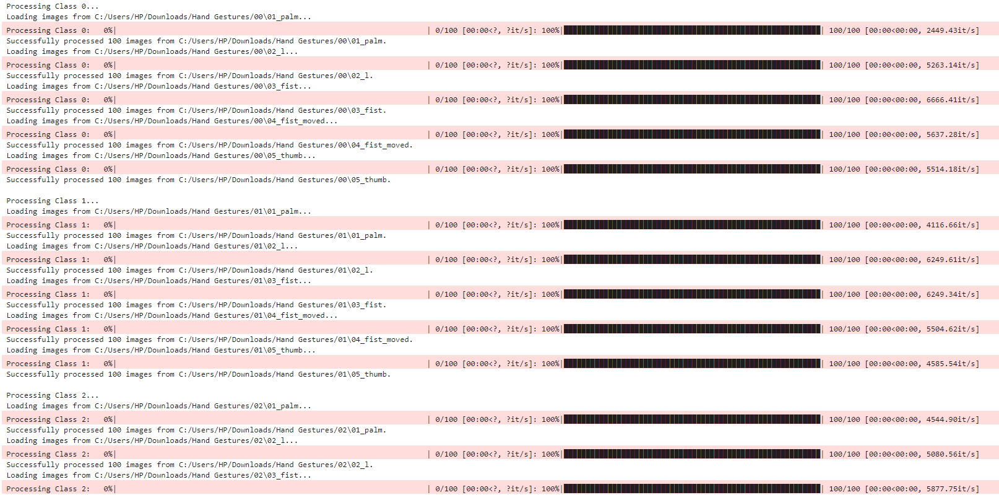 Processing Class 0...
Loading images from C:/Users/HP/Downloads/Hand Gestures/00\01_palm...
Processing Class 0:   0%|          | 0/100 [00:00<?, ?it/s]: 100%|██████████| 100/100 [00:00<00:00, 2449.43it/s]
Successfully processed 100 images from C:/Users/HP/Downloads/Hand Gestures/00\01_palm.
Loading images from C:/Users/HP/Downloads/Hand Gestures/00\02_l...
Processing Class 0:   0%|          | 0/100 [00:00<?, ?it/s]: 100%|██████████| 100/100 [00:00<00:00, 5263.14it/s]
Successfully processed 100 images from C:/Users/HP/Downloads/Hand Gestures/00\02_l.
Loading images from C:/Users/HP/Downloads/Hand Gestures/00\03_fist...
Processing Class 0:   0%|          | 0/100 [00:00<?, ?it/s]: 100%|██████████| 100/100 [00:00<00:00, 6666.41it/s]
Successfully processed 100 images from C:/Users/HP/Downloads/Hand Gestures/00\03_fist.
Loading images from C:/Users/HP/Downloads/Hand Gestures/00\04_fist_moved...
Processing Class 0:   0%|          | 0/100 [00:00<?, ?it/s]: 100%|██████████| 100/100 [00:00<00:00, 5637.28it/s]
Successfully processed 100 images from C:/Users/HP/Downloads/Hand Gestures/00\04_fist_moved.
Loading images from C:/Users/HP/Downloads/Hand Gestures/00\05_thumb...
Processing Class 0:   0%|          | 0/100 [00:00<?, ?it/s]: 100%|██████████| 100/100 [00:00<00:00, 5514.18it/s]
Successfully processed 100 images from C:/Users/HP/Downloads/Hand Gestures/00\05_thumb.

Processing Class 1...
Loading images from C:/Users/HP/Downloads/Hand Gestures/01\01_palm...
Processing Class 1:   0%|          | 0/100 [00:00<?, ?it/s]: 100%|██████████| 100/100 [00:00<00:00, 4116.66it/s]
Successfully processed 100 images from C:/Users/HP/Downloads/Hand Gestures/01\01_palm.
Loading images from C:/Users/HP/Downloads/Hand Gestures/01\02_l...
Processing Class 1:   0%|          | 0/100 [00:00<?, ?it/s]: 100%|██████████| 100/100 [00:00<00:00, 6249.61it/s]
Successfully processed 100 images from C:/Users/HP/Downloads/Hand Gestures/01\02_l.
Loading images from C:/Users/HP/Downloads/Hand Gestures/01\03_fist...
Processing Class 1:   0%|          | 0/100 [00:00<?, ?it/s]: 100%|██████████| 100/100 [00:00<00:00, 6249.34it/s]
Successfully processed 100 images from C:/Users/HP/Downloads/Hand Gestures/01\03_fist.
Loading images from C:/Users/HP/Downloads/Hand Gestures/01\04_fist_moved...
Processing Class 1:   0%|          | 0/100 [00:00<?, ?it/s]: 100%|██████████| 100/100 [00:00<00:00, 5504.62it/s]
Successfully processed 100 images from C:/Users/HP/Downloads/Hand Gestures/01\04_fist_moved.
Loading images from C:/Users/HP/Downloads/Hand Gestures/01\05_thumb...
Processing Class 1:   0%|          | 0/100 [00:00<?, ?it/s]: 100%|██████████| 100/100 [00:00<00:00, 4585.54it/s]
Successfully processed 100 images from C:/Users/HP/Downloads/Hand Gestures/01\05_thumb.

Processing Class 2...
Loading images from C:/Users/HP/Downloads/Hand Gestures/02\01_palm...
Processing Class 2:   0%|          | 0/100 [00:00<?, ?it/s]: 100%|██████████| 100/100 [00:00<00:00, 4544.90it/s]
Successfully processed 100 images from C:/Users/HP/Downloads/Hand Gestures/02\01_palm.
Loading images from C:/Users/HP/Downloads/Hand Gestures/02\02_l...
Processing Class 2:   0%|          | 0/100 [00:00<?, ?it/s]: 100%|██████████| 100/100 [00:00<00:00, 5080.56it/s]
Successfully processed 100 images from C:/Users/HP/Downloads/Hand Gestures/02\02_l.
Loading images from C:/Users/HP/Downloads/Hand Gestures/02\03_fist...
Processing Class 2:   0%|          | 0/100 [00:00<?, ?it/s]: 100%|██████████| 100/100 [00:00<00:00, 5877.75it/s]